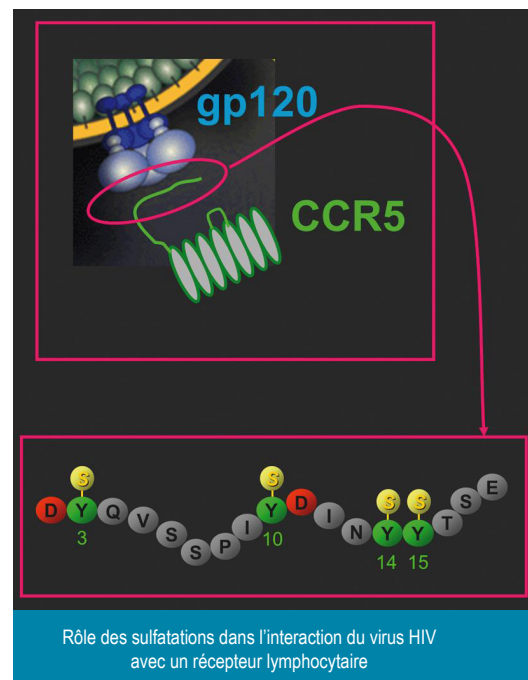 gp120
CCR5
S S S S
D Y Q V S S P I Y D I N Y Y T S E
3 10 14 15
Rôle des sulfatations dans l'interaction du virus HIV
avec un récepteur lymphocytaire